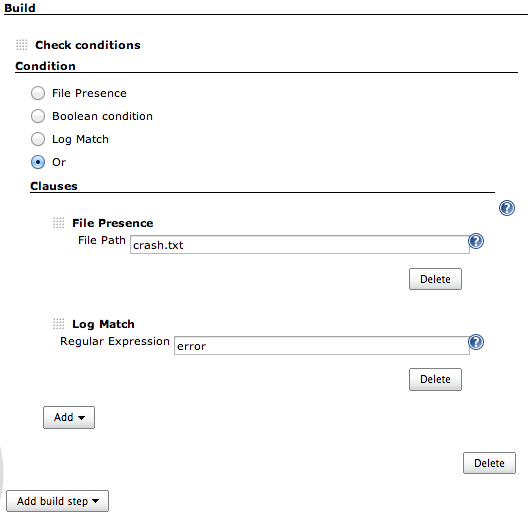 Build
Check conditions
Condition
File Presence
Boolean condition
Log Match
Or
Clauses
?
File Presence
File Path crash.txt ?
Delete
Log Match
Regular Expression error ?
Delete
Add
Delete
Add build step